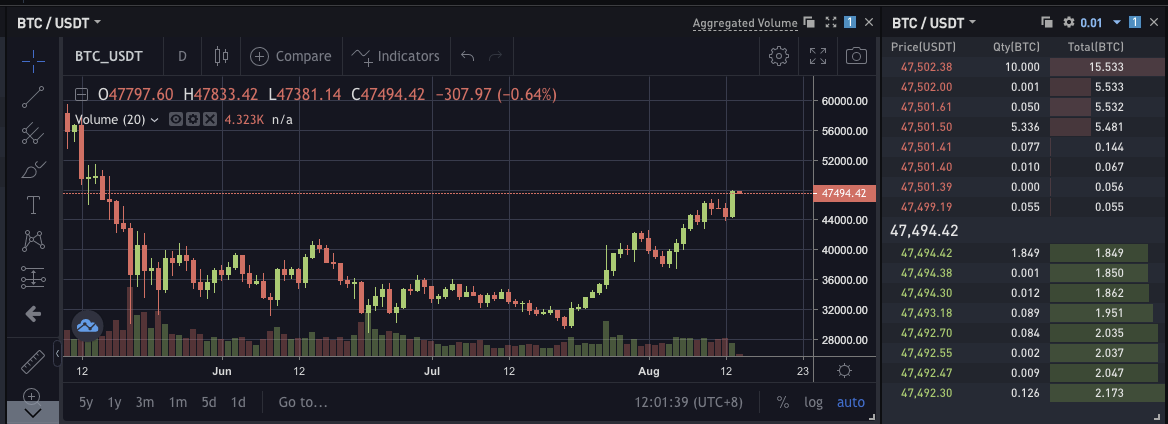 BTC / USDT
Aggregated Volume
1
BTC_USDT
D
Compare
Indicators
O47797.60 H47833.42 L47381.14 C47494.42 −307.97 (−0.64%)
Volume (20)
4.323K n/a
60000.00
56000.00
52000.00
47494.42
44000.00
40000.00
36000.00
32000.00
28000.00
12 Jun 12 Jul 12 Aug 12 23
5y 1y 3m 1m 5d 1d Go to...
12:01:39 (UTC+8) % log auto
BTC / USDT
0.01
1
Price(USDT) Qty(BTC) Total(BTC)
47,502.38 10.000 15.533
47,502.00 0.001 5.533
47,501.61 0.050 5.532
47,501.50 5.336 5.481
47,501.41 0.077 0.144
47,501.40 0.010 0.067
47,501.39 0.000 0.056
47,499.19 0.055 0.055
47,494.42
47,494.42 1.849 1.849
47,494.38 0.001 1.850
47,494.30 0.012 1.862
47,493.18 0.089 1.951
47,492.70 0.084 2.035
47,492.55 0.002 2.037
47,492.47 0.009 2.047
47,492.30 0.126 2.173